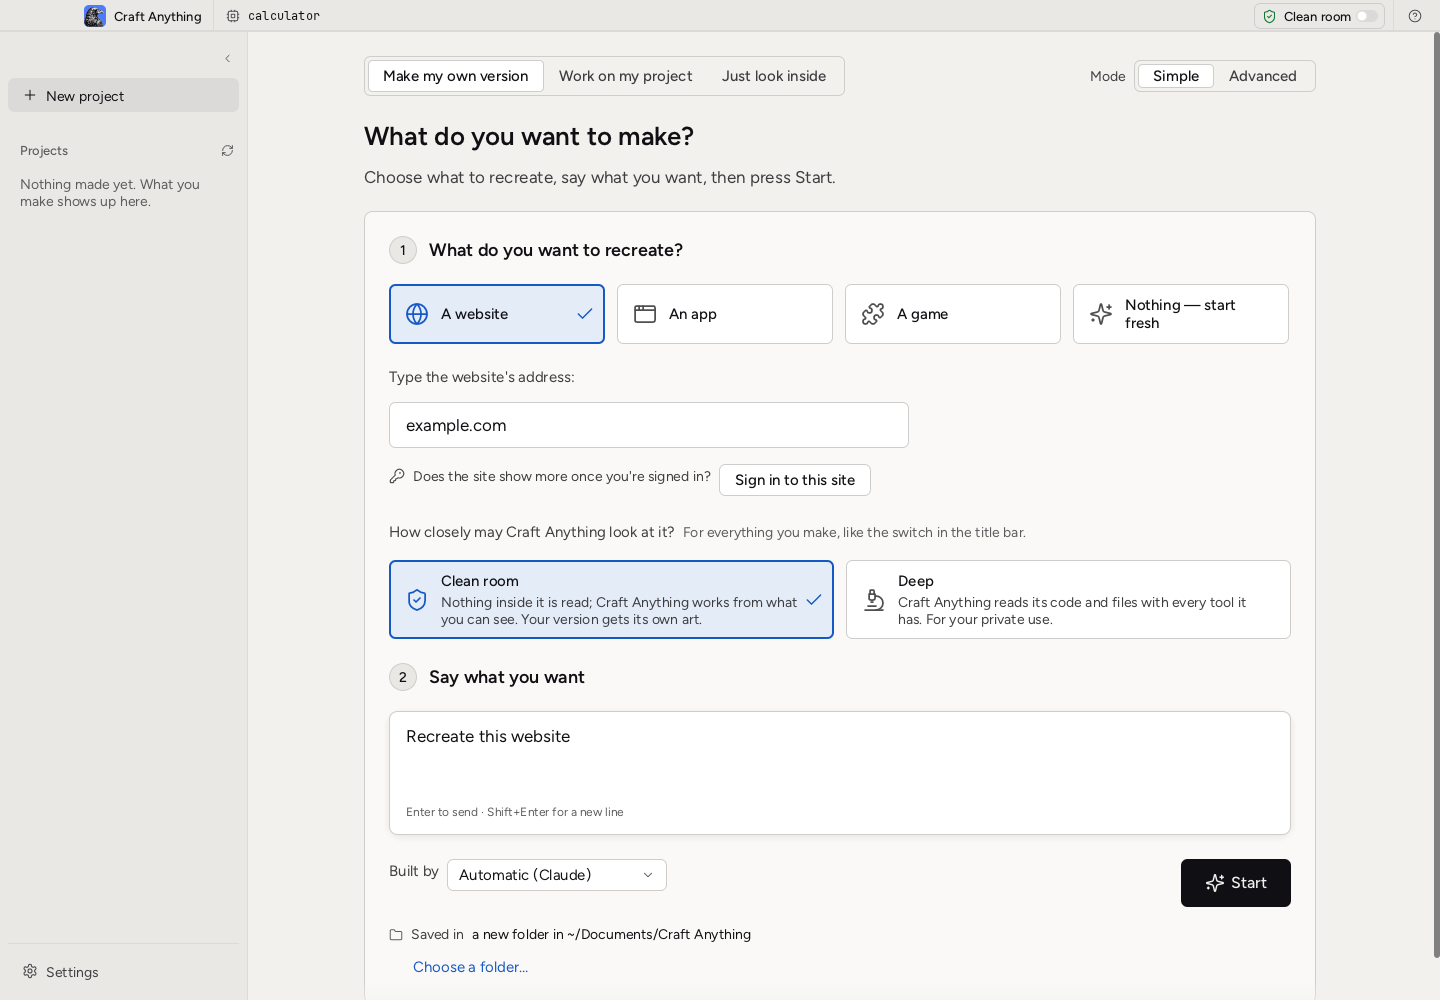 Craft Anything
calculator
Clean room
New project
Projects
Nothing made yet. What you
make shows up here.
Settings
Make my own version
Work on my project
Just look inside
Mode
Simple
Advanced
What do you want to make?
Choose what to recreate, say what you want, then press Start.
1
What do you want to recreate?
A website
An app
A game
Nothing — start
fresh
Type the website's address:
example.com
Does the site show more once you're signed in?
Sign in to this site
How closely may Craft Anything look at it?
For everything you make, like the switch in the title bar.
Clean room
Nothing inside it is read; Craft Anything works from what
you can see. Your version gets its own art.
Deep
Craft Anything reads its code and files with every tool it
has. For your private use.
2
Say what you want
Recreate this website
Enter to send · Shift+Enter for a new line
Built by
Automatic (Claude)
Start
Saved in
a new folder in ~/Documents/Craft Anything
Choose a folder...